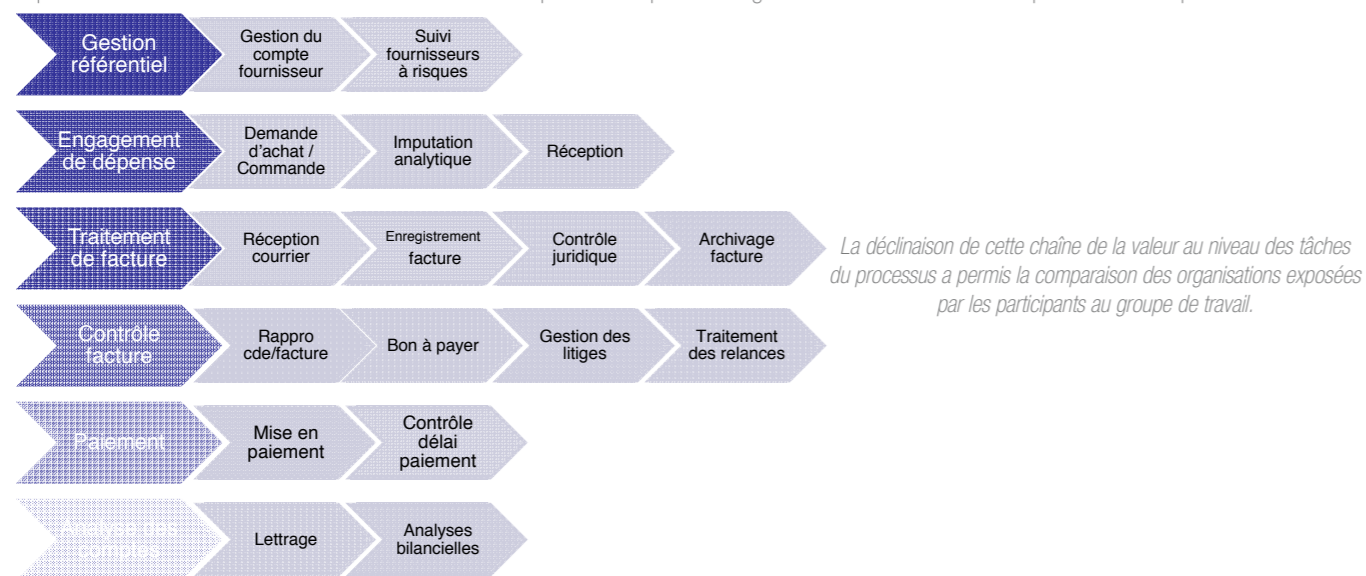 Gestion
référentiel
Gestion du
compte
fournisseur
Suivi
fournisseurs
à risques
Engagement
de dépense
Demande
d'achat /
Commande
Imputation
analytique
Réception
Traitement
de facture
Réception
courrier
Enregistrement
facture
Contrôle
juridique
Archivage
facture
La déclinaison de cette chaîne de la valeur au niveau des tâches
du processus a permis la comparaison des organisations exposées
par les participants au groupe de travail.
Contrôle
facture
Rappro
cde/facture
Bon à payer
Gestion des
litiges
Traitement
des relances
Paiement
Mise en
paiement
Contrôle
délai
paiement
comptes
Lettrage
Analyses
bilancielles